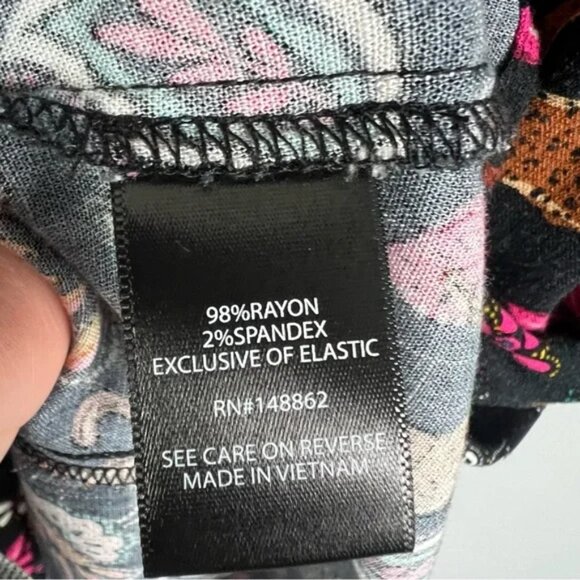 98%RAYON
2%SPANDEX
EXCLUSIVE OF ELASTIC
RN#148862
SEE CARE ON REVERSE
MADE IN VIETNAM